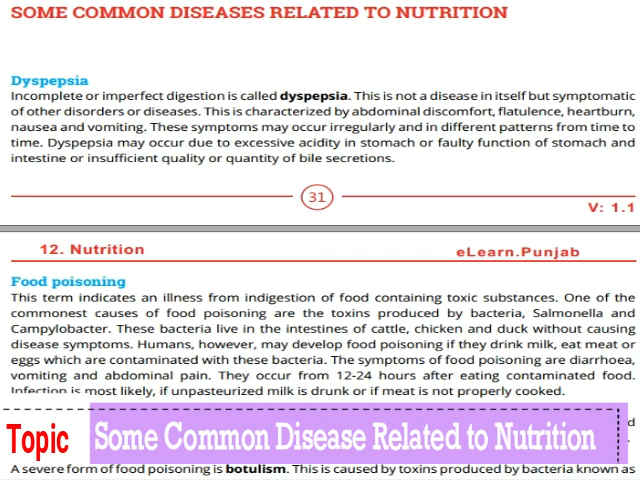 SOME COMMON DISEASES RELATED TO NUTRITION
Dyspepsia
Incomplete or imperfect digestion is called dyspepsia. This is not a disease in itself but symptomatic
of other disorders or diseases. This is characterized by abdominal discomfort, flatulence, heartburn,
nausea and vomiting. These symptoms may occur irregularly and in different patterns from time to
time. Dyspepsia may occur due to excessive acidity in stomach or faulty function of stomach and
intestine or insufficient quality or quantity of bile secretions.
31
V: 1.1
12. Nutrition
eLearn.Punjab
Food poisoning
This term indicates an illness from indigestion of food containing toxic substances. One of the
commonest causes of food poisoning are the toxins produced by bacteria, Salmonella and
Campylobacter. These bacteria live in the intestines of cattle, chicken and duck without causing
disease symptoms. Humans, however, may develop food poisoning if they drink milk, eat meat or
eggs which are contaminated with these bacteria. The symptoms of food poisoning are diarrhoea,
vomiting and abdominal pain. They occur from 12-24 hours after eating contaminated food.
Infection is most likely, if unpasteurized milk is drunk or if meat is not properly cooked.
Topic Some Common Disease Related to Nutrition
A severe form of food poisoning is botulism. This is caused by toxins produced by bacteria known as